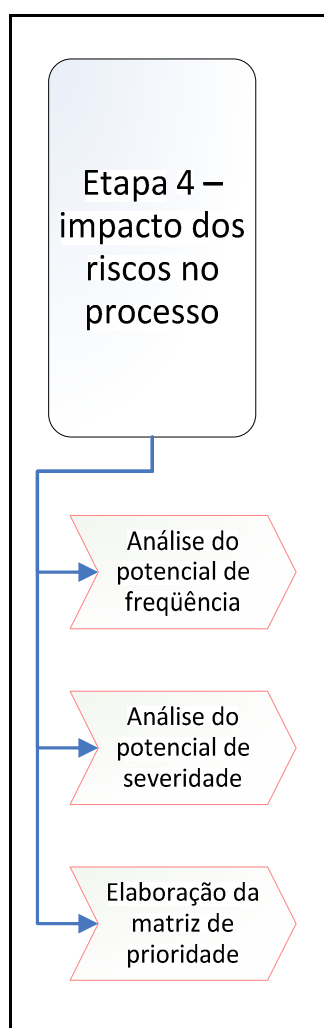 Etapa 4 –
impacto dos
riscos no
processo
Análise do
potencial de
freqüência
Análise do
potencial de
severidade
Elaboração da
matriz de
prioridade